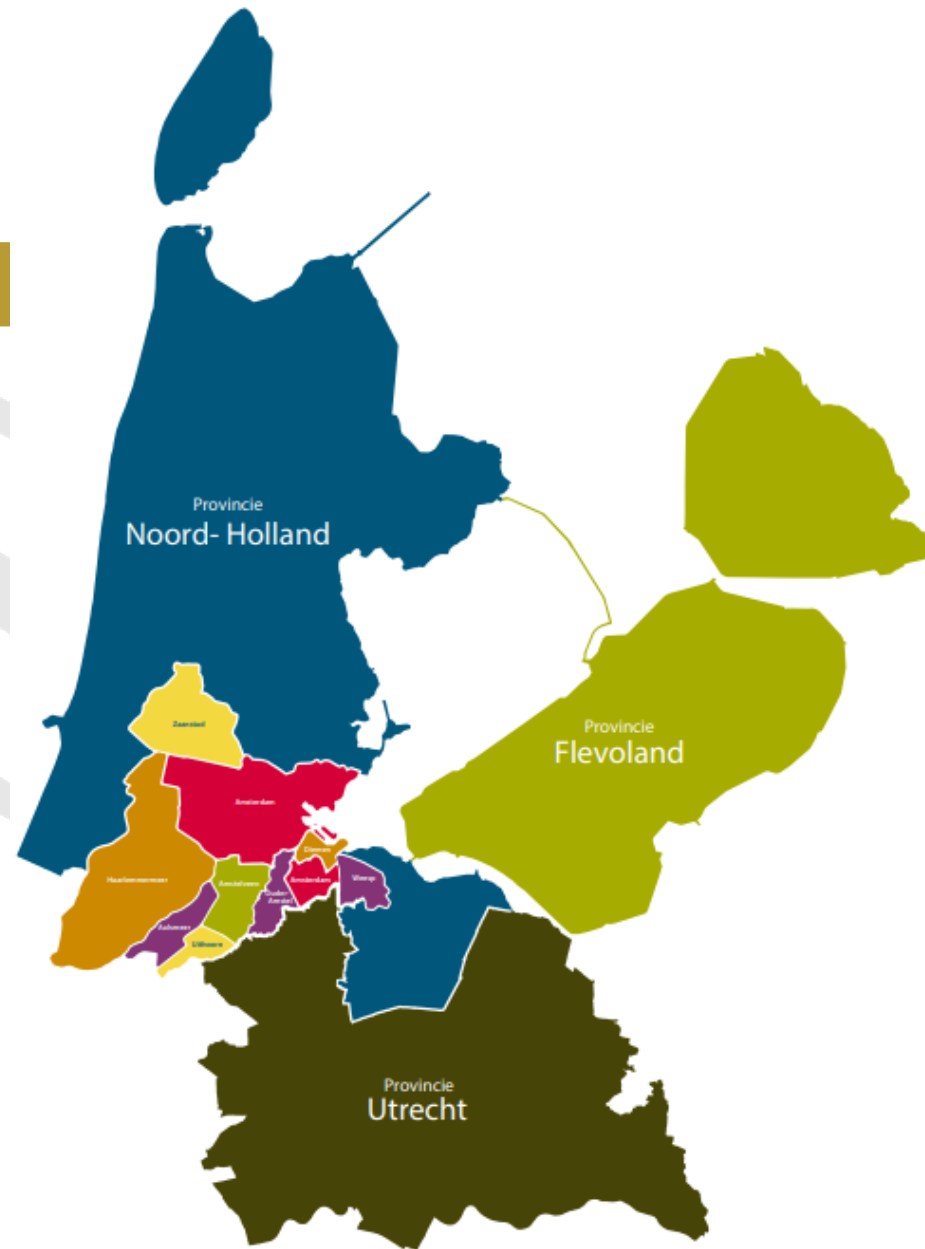 Provincie
Noord- Holland
Zaanstad
Provincie
Flevoland
Amsterdam
Diemen
Haarlemmermeer
Amstelveen
Ouder-
Amstel
Amsterdam
Weesp
Aalsmeer
Uithoorn
Provincie
Utrecht